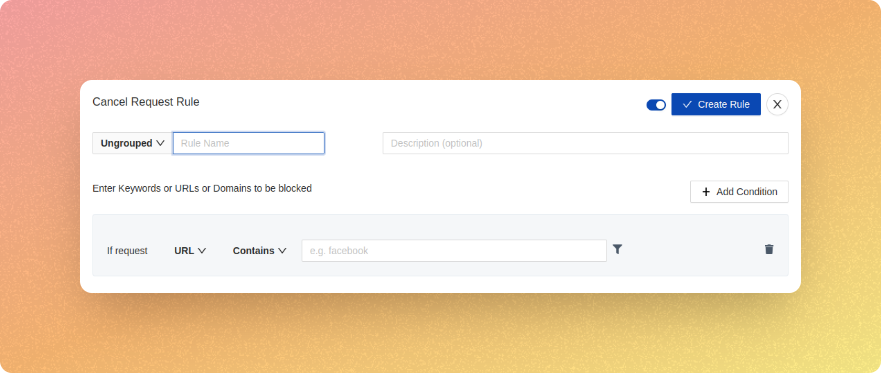 Cancel Request Rule
Create Rule
Ungrouped Rule Name Description (optional)
Enter Keywords or URLs or Domains to be blocked
Add Condition
If request URL Contains e.g. facebook